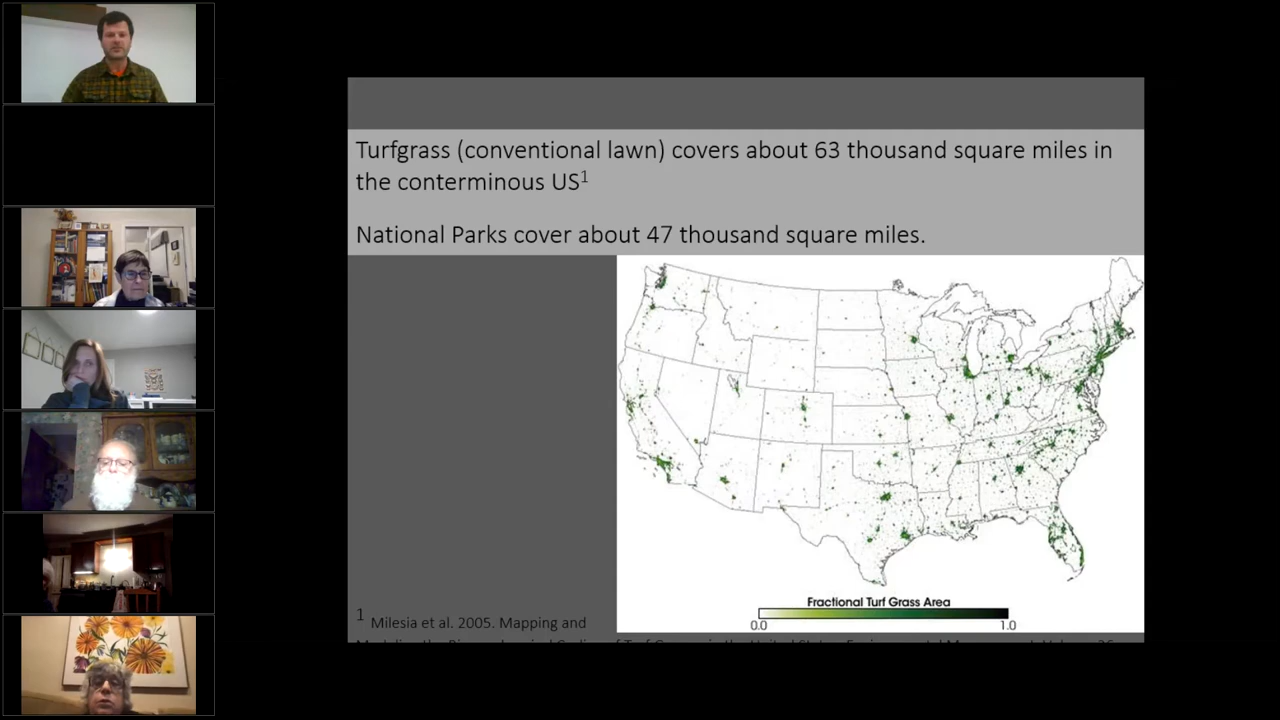 Turfgrass (conventional lawn) covers about 63 thousand square miles in
the conterminous US1
National Parks cover about 47 thousand square miles.
Fractional Turf Grass Area
0.0 1.0
1 Milesia et al. 2005. Mapping and